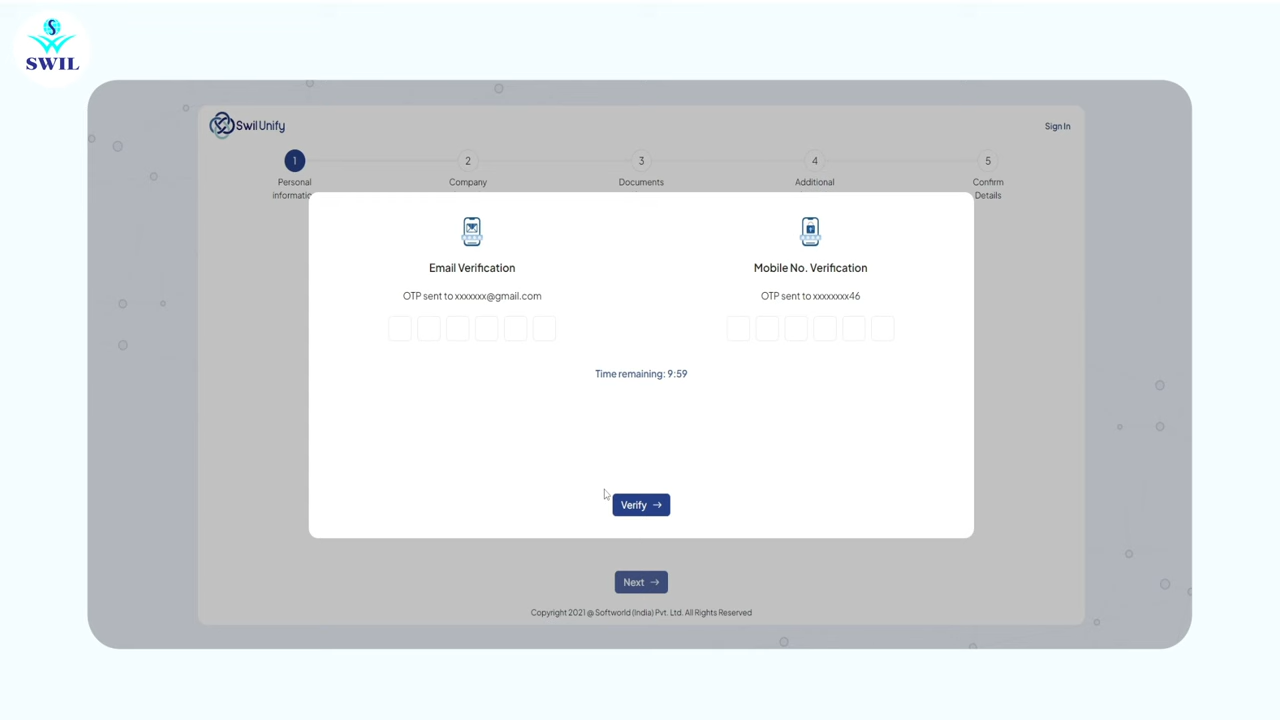 S
SWIL
Swil Unify
Sign In
1
2
3
4
5
Personal
Company
Documents
Additional
Confirm
informatio
Details
Email Verification
Mobile No. Verification
OTP sent to xxxxxxx@gmail.com
OTP sent to xxxxxxxx46
Time remaining: 9:59
Verify →
Next →
Copyright 2021 @ Softworld (India) Pvt. Ltd. All Rights Reserved